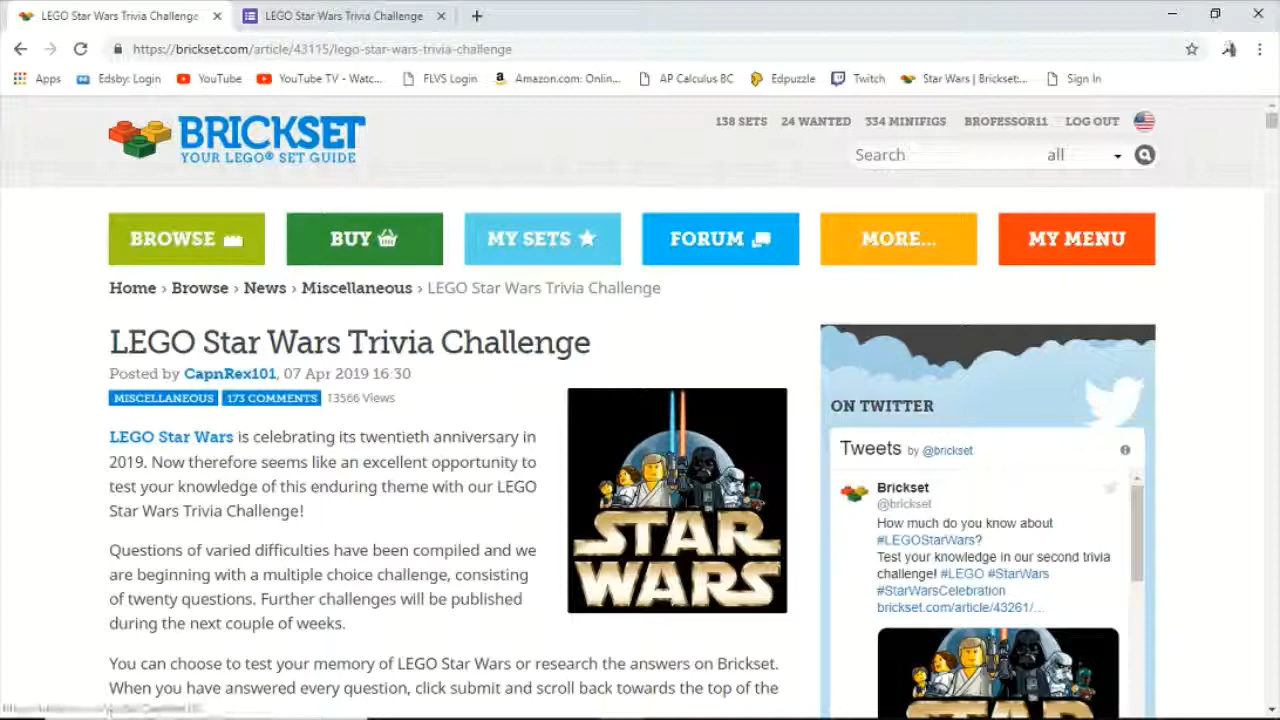 LEGO Star Wars Trivia Challenge
LEGO Star Wars Trivia Challenge
https://brickset.com/article/43115/lego-star-wars-trivia-challenge
Apps
Edsby: Login
YouTube
YouTube TV - Watc...
FLVS Login
Amazon.com: Onlin...
AP Calculus BC
Edpuzzle
Twitch
Star Wars | Brickset:...
Sign In
BRICKSET
YOUR LEGO® SET GUIDE
138 SETS 24 WANTED 334 MINIFIGS BROFESSOR11 LOG OUT
Search all
BROWSE
BUY
MY SETS
FORUM
MORE...
MY MENU
Home › Browse › News › Miscellaneous › LEGO Star Wars Trivia Challenge
LEGO Star Wars Trivia Challenge
Posted by CapnRex101, 07 Apr 2019 16:30
MISCELLANEOUS 173 COMMENTS 13566 Views
LEGO Star Wars is celebrating its twentieth anniversary in
2019. Now therefore seems like an excellent opportunity to
test your knowledge of this enduring theme with our LEGO
Star Wars Trivia Challenge!
Questions of varied difficulties have been compiled and we
are beginning with a multiple choice challenge, consisting
of twenty questions. Further challenges will be published
during the next couple of weeks.
You can choose to test your memory of LEGO Star Wars or research the answers on Brickset.
When you have answered every question, click submit and scroll back towards the top of the
STAR
WARS
ON TWITTER
Tweets by @brickset
Brickset
@brickset
How much do you know about
#LEGOStarWars?
Test your knowledge in our second trivia
challenge! #LEGO #StarWars
#StarWarsCelebration
brickset.com/article/43261/...
STAR